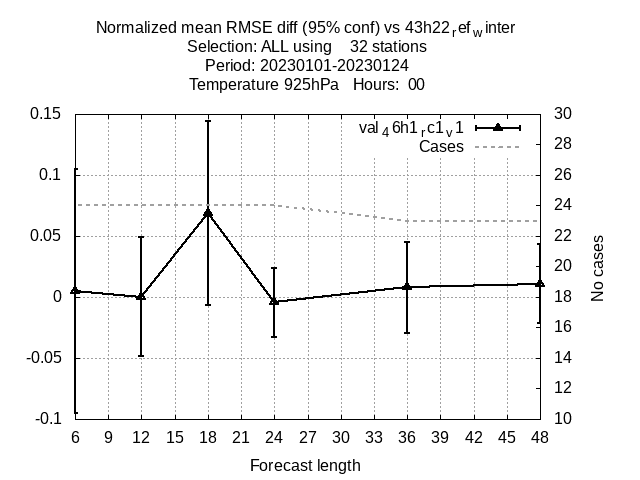 Normalized mean RMSE diff (95% conf) vs 43h22ref winter
Selection: ALL using 32 stations
Period: 20230101-20230124
Temperature 925hPa Hours: 00
val46h1rc1v1
Cases
0.15
0.1
0.05
0
-0.05
-0.1
30
28
26
24
22
20
18
16
14
12
10
No cases
6 9 12 15 18 21 24 27 30 33 36 39 42 45 48
Forecast length